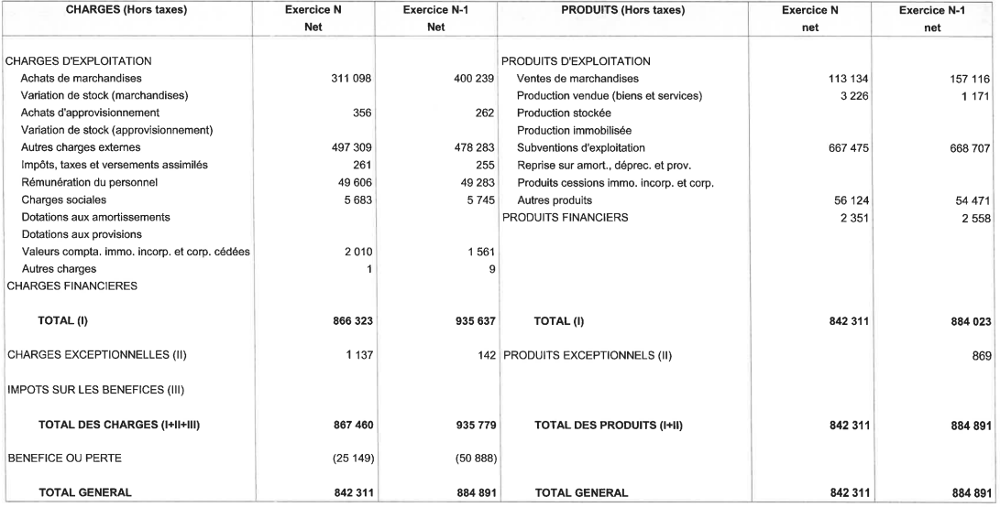 CHARGES (Hors taxes) Exercice N Exercice N-1 PRODUITS (Hors taxes) Exercice N Exercice N-1
Net Net net net
CHARGES D'EXPLOITATION PRODUITS D'EXPLOITATION
Achats de marchandises 311 098 400 239 Ventes de marchandises 113 134 157 116
Variation de stock (marchandises) Production vendue (biens et services) 3 226 1 171
Achats d'approvisionnement 356 262 Production stockée
Variation de stock (approvisionnement) Production immobilisée
Autres charges externes 497 309 478 283 Subventions d'exploitation 667 475 668 707
Impôts, taxes et versements assimilés 261 255 Reprise sur amort., déprec. et prov.
Rémunération du personnel 49 606 49 283 Produits cessions immo. incorp. et corp.
Charges sociales 5 683 5 745 Autres produits 56 124 54 471
Dotations aux amortissements PRODUITS FINANCIERS 2 351 2 558
Dotations aux provisions
Valeurs compta. immo. incorp. et corp. cédées 2 010 1 561
Autres charges 1 9
CHARGES FINANCIERES
TOTAL (I) 866 323 935 637 TOTAL (I) 842 311 884 023
CHARGES EXCEPTIONNELLES (II) 1 137 142 PRODUITS EXCEPTIONNELS (II) 869
IMPOTS SUR LES BENEFICES (III)
TOTAL DES CHARGES (I+II+III) 867 460 935 779 TOTAL DES PRODUITS (I+II) 842 311 884 891
BENEFICE OU PERTE (25 149) (50 888)
TOTAL GENERAL 842 311 884 891 TOTAL GENERAL 842 311 884 891